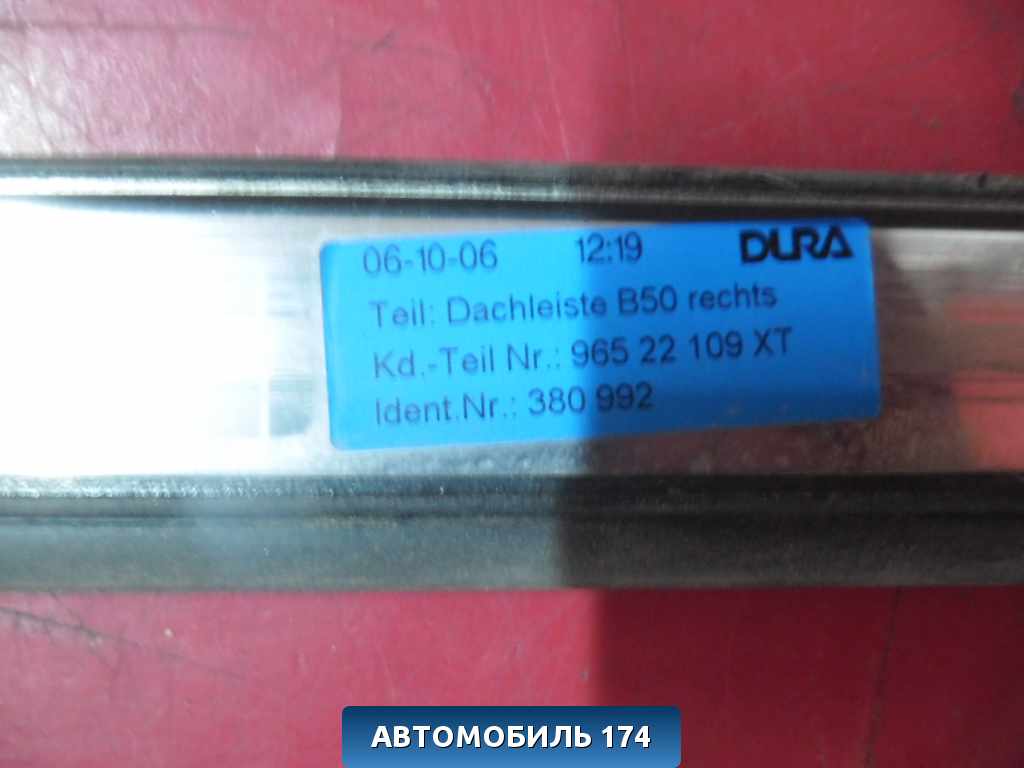 06-10-06 12:19 DURA
Teil: Dachleiste B50 rechts
Kd.-Teil Nr.: 965 22 109 XT
Ident.Nr.: 380 992
АВТОМОБИЛЬ 174